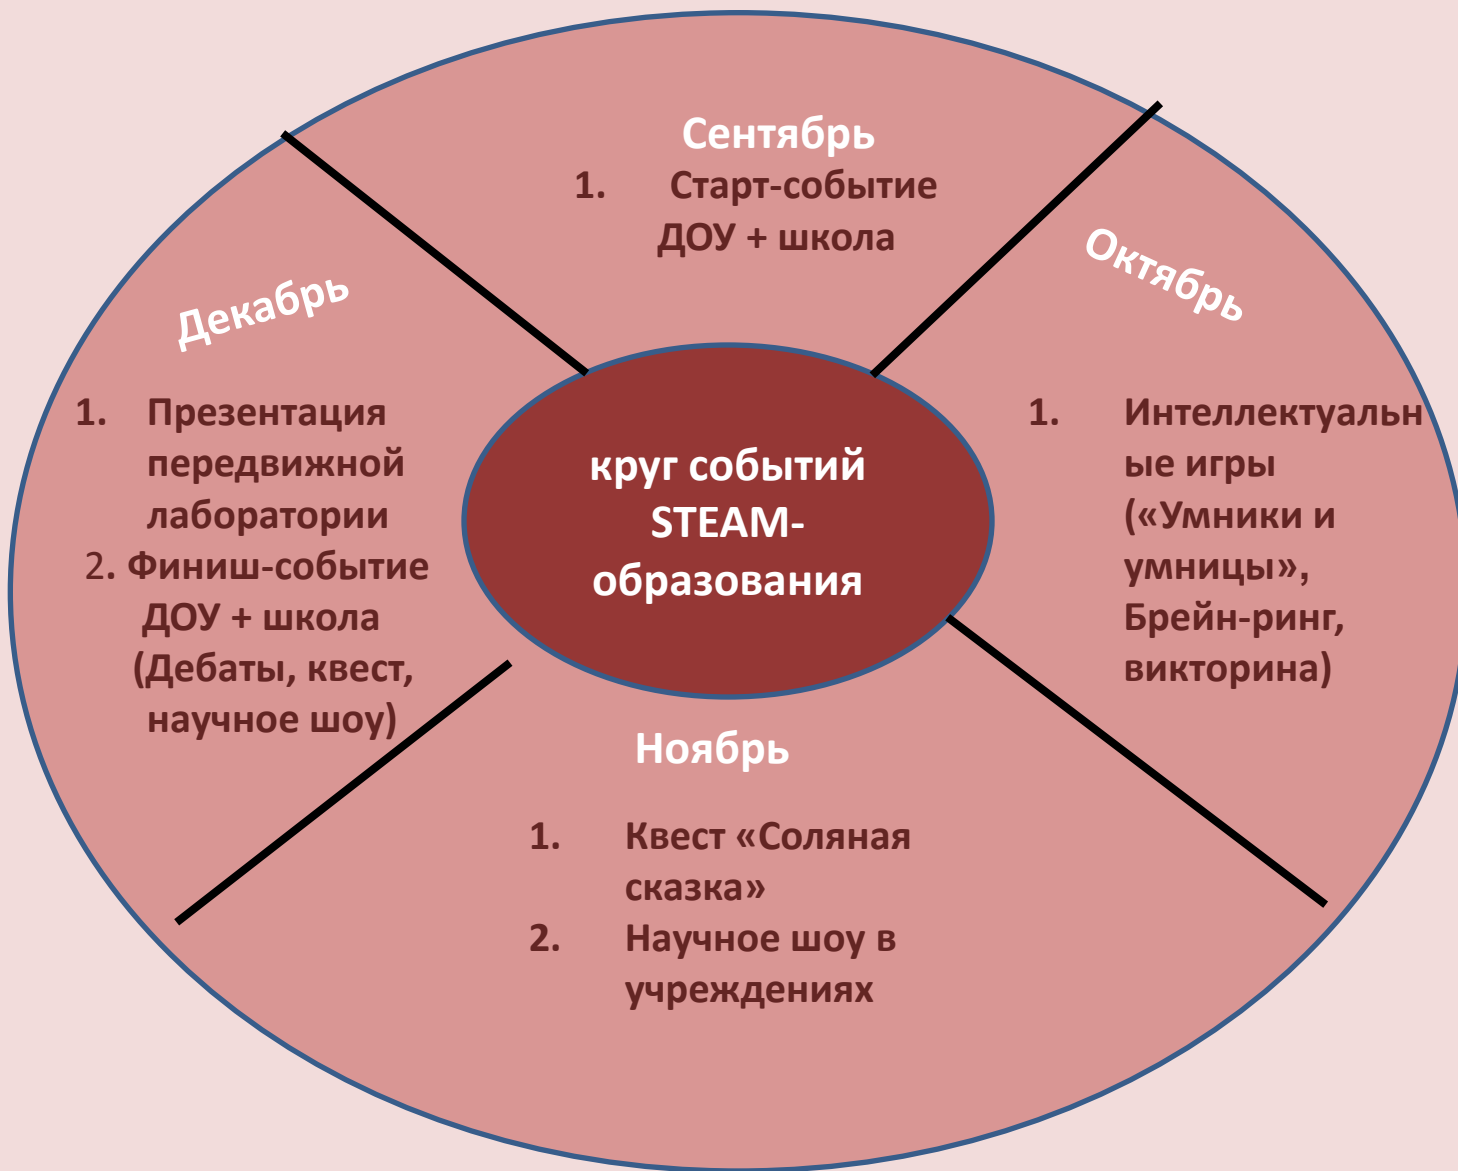 Сентябрь
1. Старт-событие
ДОУ + школа
Октябрь
1. Интеллектуальн
ые игры
(«Умники и
умницы»,
Брейн-ринг,
викторина)
Ноябрь
1. Квест «Соляная
сказка»
2. Научное шоу в
учреждениях
Декабрь
1. Презентация
передвижной
лаборатории
2. Финиш-событие
ДОУ + школа
(Дебаты, квест,
научное шоу)
круг событий
STEAM-
образования